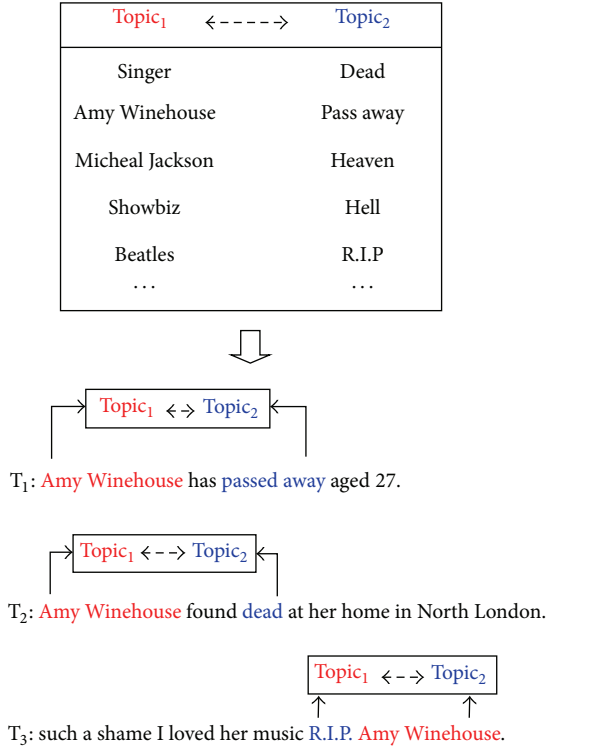 Topic₁ Topic₂
Singer Dead
Amy Winehouse Pass away
Micheal Jackson Heaven
Showbiz Hell
Beatles R.I.P
... ...
Topic₁ Topic₂
T₁: Amy Winehouse has passed away aged 27.
Topic₁ Topic₂
T₂: Amy Winehouse found dead at her home in North London.
Topic₁ Topic₂
T₃: such a shame I loved her music R.I.P. Amy Winehouse.